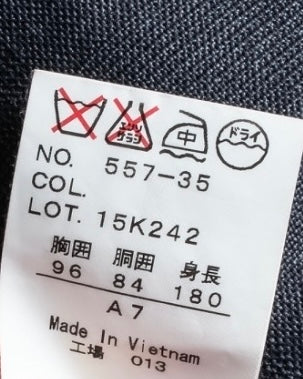 エンソ サラシ 中 ドライ
NO. 557-35
COL.
LOT. 15K242
胸囲 胴囲 身長
96 84 180
A7
Made In Vietnam
工場 013